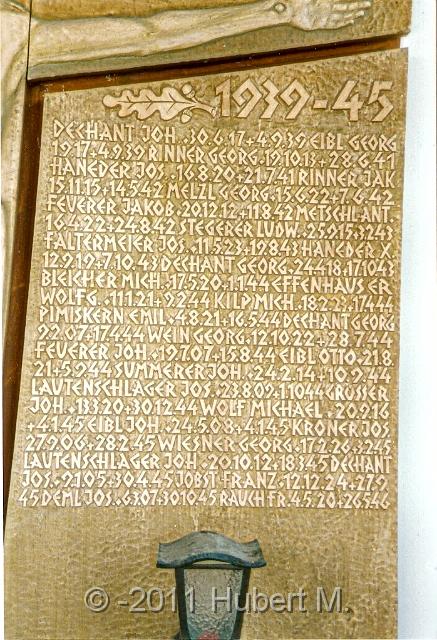 1939-45
DECHANT JOH. 30.6.17+4.9.39 EIBL GEORG
1917+4.9.39 RINNER GEORG. 19.10.13+28.6.41
HANEDER JOS. 16.8.20+21.7.41 RINNER JAK
15.11.15+14.5.42 MELZL GEORG. 15.6.22+7.6.42
FEUERER JAKOB. 20.12.12+11.8.42 METSCHL ANT.
16.4.22+24.8.42 STEGERER LUDW. 25.9.15.3.2.43
FALTERMEIER JOS. 11.5.23+19.8.43 HANEDER X.
12.9.19.7.10.43 DECHANT GEORG. 24.4.18+17.10.43
BLEICHER MICH. 17.5.20.1.1.44 EFFENHAUSER
WOLFG. 11.1.21+9.2.44 KILP MICH. 18.2.23.17.4.44
PIMISKERN EMIL. 4.8.21+16.5.44 DECHANT GEORG
9.2.07+17.4.44 WEIN GEORG. 12.10.22+28.7.44
FEUERER JOH. 19.7.07+15.8.44 EIBL OTTO. 21.8
21+5.9.44 SUMMERER JOH. 24.2.14+10.9.44
LAUTENSCHLAGER JOS. 23.8.09+1.10.44 GRUSSER
JOH. 13.3.20+30.12.44 WOLF MICHAEL. 20.9.16
+4.1.45 EIBL JOH. 24.5.08+4.1.45 KRONER JOS
27.9.06+28.2.45 WIESNER GEORG. 17.2.26.3.2.45
LAUTENSCHLAGER JOH. 20.10.12+18.3.45 DECHANT
JOS. 9.1.05+30.4.45 JOBST FRANZ. 12.12.24+27.9
45 DEML JOS. 6.3.07+30.10.45 RAUCH FR. 4.5.20+26.5.46
© -2011 Hubert M.